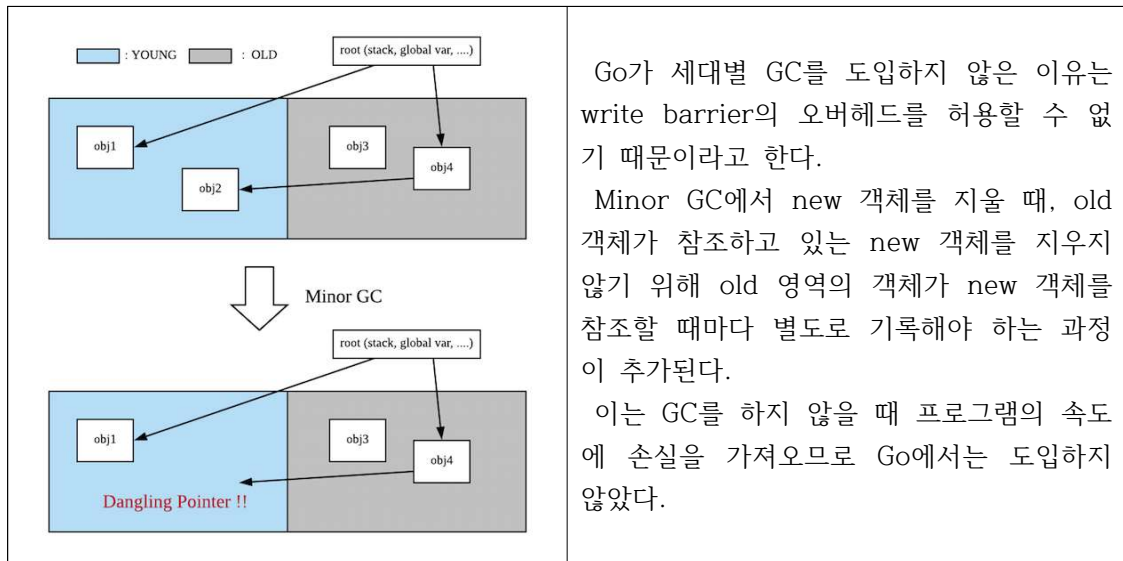 : YOUNG
: OLD
root (stack, global var, ....)
obj1
obj2
obj3
obj4
Minor GC
root (stack, global var, ....)
obj1
obj3
obj4
Dangling Pointer !!
Go가 세대별 GC를 도입하지 않은 이유는
write barrier의 오버헤드를 허용할 수 없
기 때문이라고 한다.
Minor GC에서 new 객체를 지울 때, old
객체가 참조하고 있는 new 객체를 지우지
않기 위해 old 영역의 객체가 new 객체를
참조할 때마다 별도로 기록해야 하는 과정
이 추가된다.
이는 GC를 하지 않을 때 프로그램의 속도
에 손실을 가져오므로 Go에서는 도입하지
않았다.